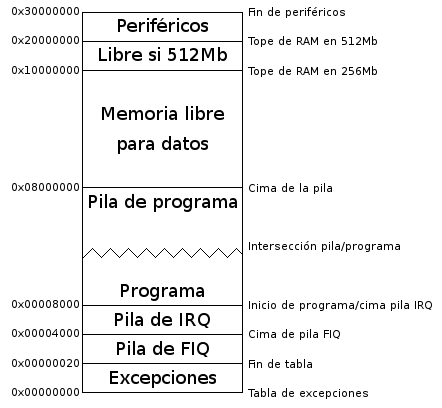 0x30000000 Fin de periféricos
Periféricos
0x20000000 Tope de RAM en 512Mb
Libre si 512Mb
0x10000000 Tope de RAM en 256Mb
Memoria libre
para datos
0x08000000 Cima de la pila
Pila de programa
Intersección pila/programa
Programa
0x00008000 Inicio de programa/cima pila IRQ
Pila de IRQ
0x00004000 Cima de pila FIQ
Pila de FIQ
0x00000020 Fin de tabla
Excepciones
0x00000000 Tabla de excepciones